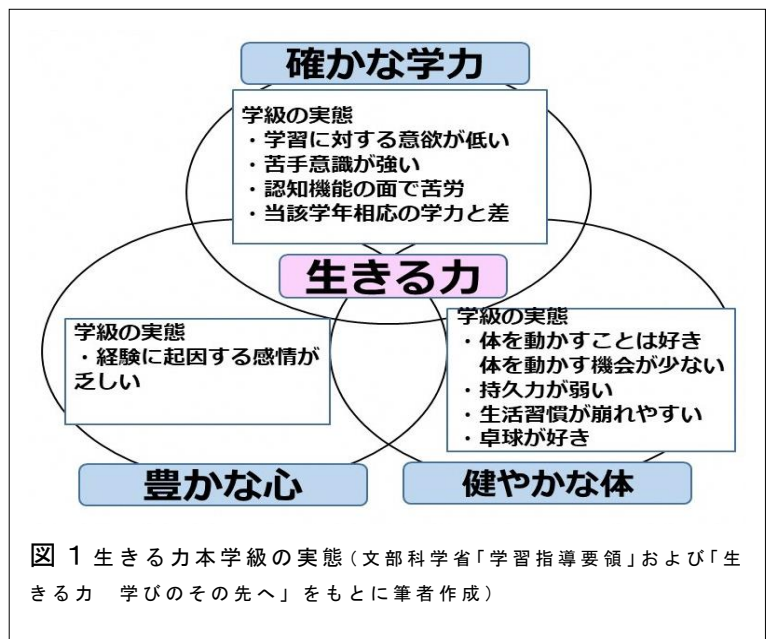 確かな学力
学級の実態
・学習に対する意欲が低い
・苦手意識が強い
・認知機能の面で苦労
・当該学年相応の学力と差
生きる力
学級の実態
・経験に起因する感情が
乏しい
学級の実態
・体を動かすことは好き
体を動かす機会が少ない
・持久力が弱い
・生活習慣が崩れやすい
・卓球が好き
豊かな心
健やかな体
図 1 生きる力本学級の実態(文部科学省「学習指導要領」および「生
きる力 学びのその先へ」をもとに筆者作成)